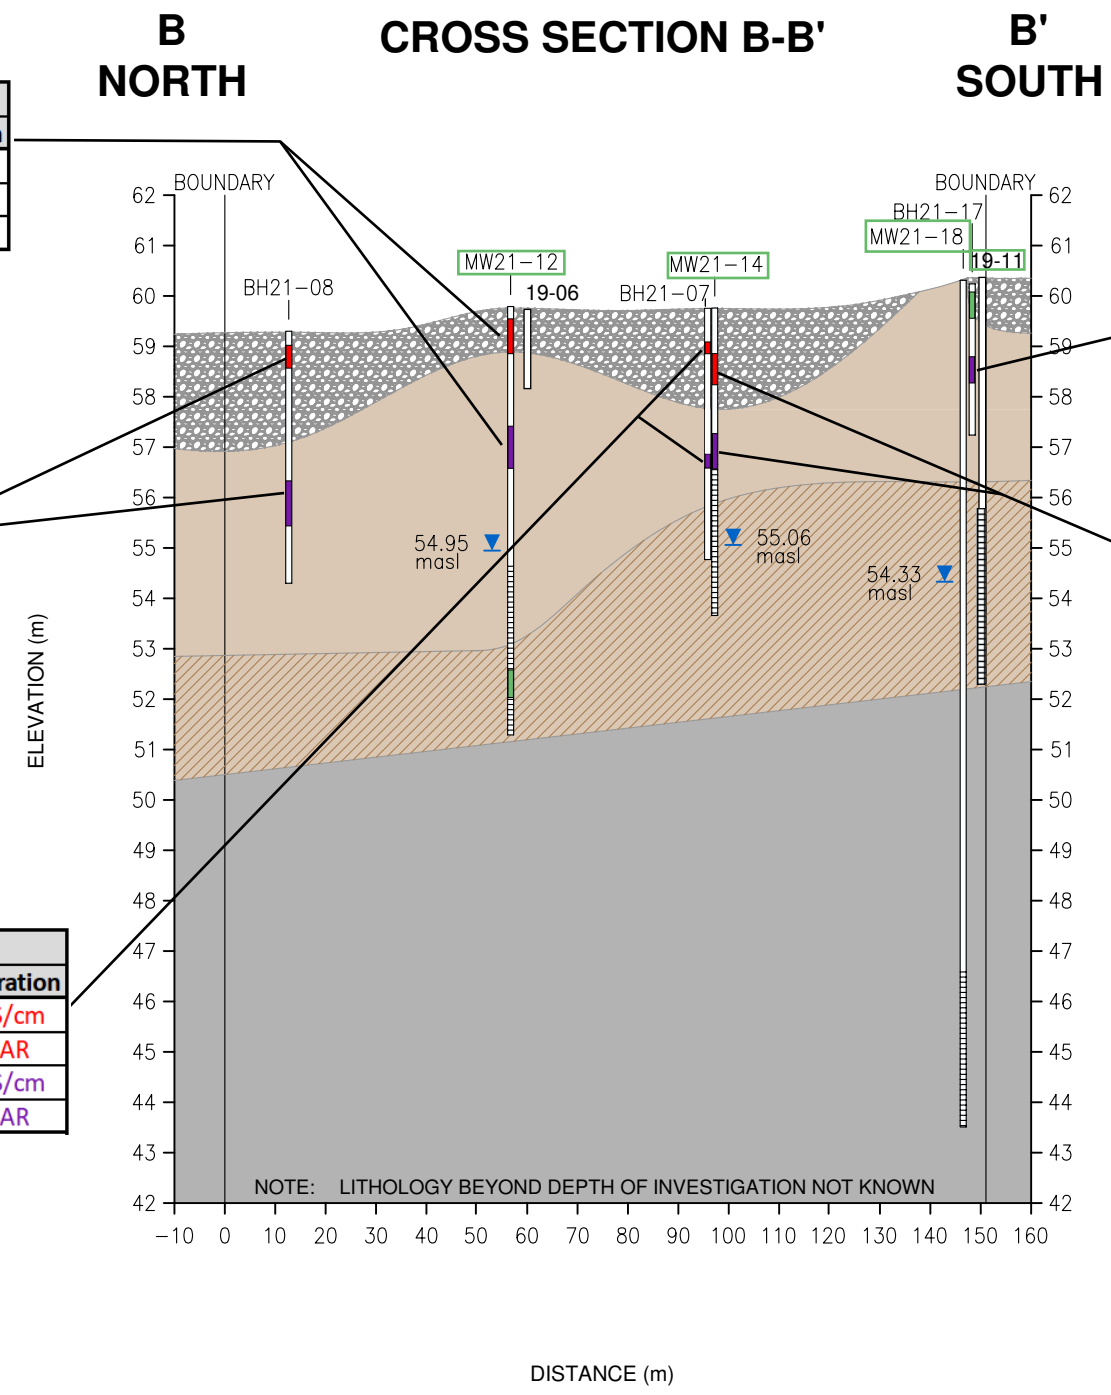 B
NORTH
CROSS SECTION B-B'
B'
SOUTH
BOUNDARY
BOUNDARY
BH21-17
MW21-18
19-11
MW21-12
MW21-14
BH21-08
19-06
BH21-07
62
61
60
59
58
57
56
55
54
53
52
51
50
49
48
47
46
45
44
43
42
62
61
60
59
58
57
56
55
54
53
52
51
50
49
48
47
46
45
44
43
42
54.95
masl
55.06
masl
54.33
masl
ELEVATION (m)
ration
S/cm
AR
S/cm
AR
NOTE: LITHOLOGY BEYOND DEPTH OF INVESTIGATION NOT KNOWN
-10 0 10 20 30 40 50 60 70 80 90 100 110 120 130 140 150 160
DISTANCE (m)